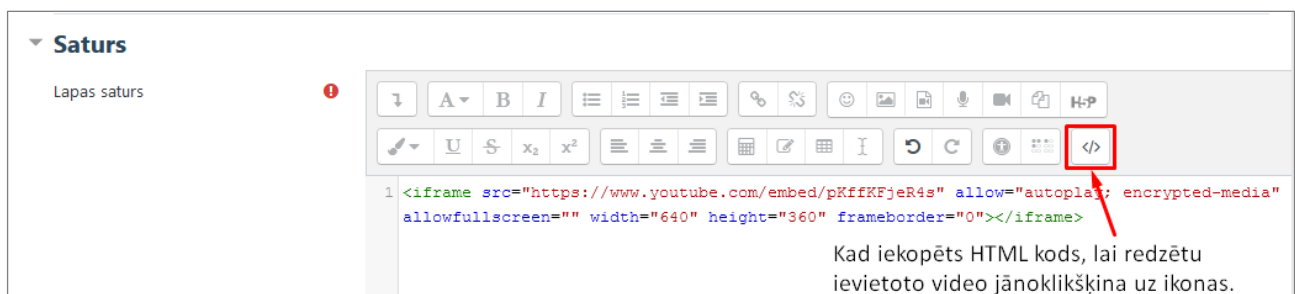 Saturs
Lapas saturs
A B I H-P
U S x₂ x²
</>
1 <iframe src="https://www.youtube.com/embed/pKffKFjeR4s" allow="autoplay; encrypted-media"
allowfullscreen="" width="640" height="360" frameborder="0"></iframe>
Kad iekopēts HTML kods, lai redzētu
ievietoto video jānoklikšķina uz ikonas.